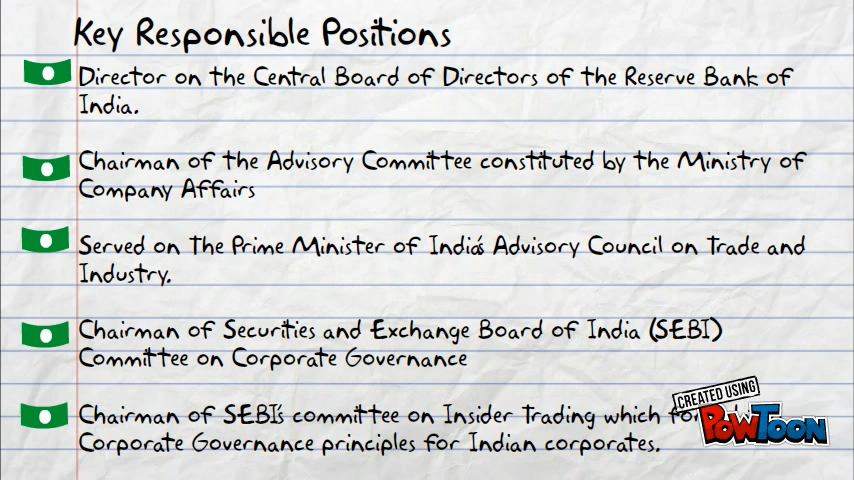 Key Responsible Positions
Director on the Central Board of Directors of the Reserve Bank of
India.
Chairman of the Advisory Committee constituted by the Ministry of
Company Affairs
Served on the Prime Minister of India's Advisory Council on Trade and
Industry.
Chairman of Securities and Exchange Board of India (SEBI)
Committee on Corporate Governance
Chairman of SEBI's committee on Insider trading which
Corporate Governance principles for Indian corporates.
CREATED USING
POWTOON